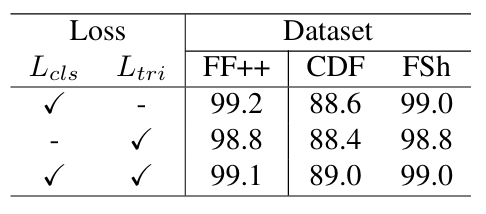 Loss Dataset
L_cls L_tri FF++ CDF FSh
✓ - 99.2 88.6 99.0
- ✓ 98.8 88.4 98.8
✓ ✓ 99.1 89.0 99.0